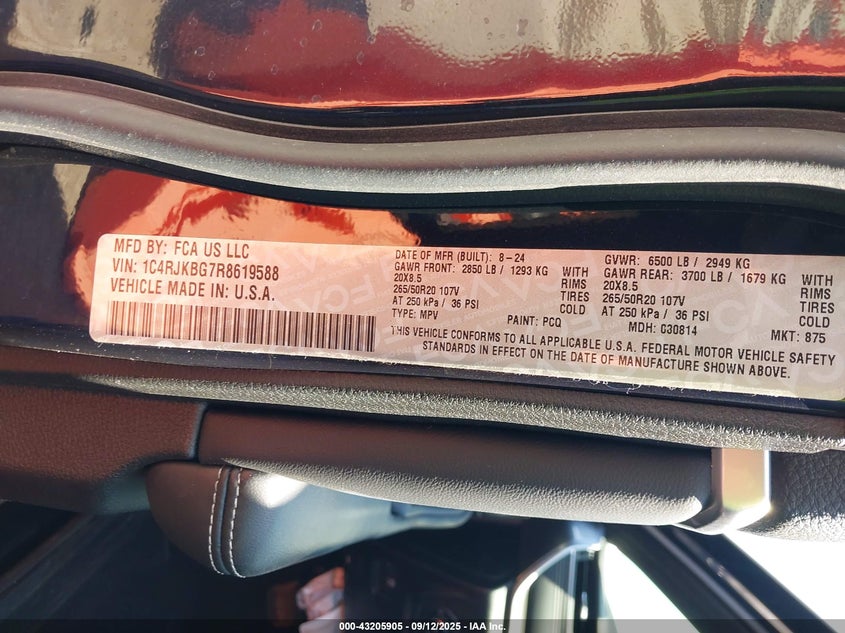 MFD BY: FCA US LLC
VIN: 1C4RJKBG7R8619588
VEHICLE MADE IN: U.S.A.
DATE OF MFR (BUILT): 8-24
GAWR FRONT: 2850 LB / 1293 KG
20X8.5 RIMS
265/50R20 107V TIRES
AT 250 kPa / 36 PSI COLD
TYPE: MPV PAINT: PCQ
GVWR: 6500 LB / 2949 KG
GAWR REAR: 3700 LB / 1679 KG
20X8.5 RIMS
265/50R20 107V TIRES
AT 250 kPa / 36 PSI COLD
MDH: 030814 MKT: 875
THIS VEHICLE CONFORMS TO ALL APPLICABLE U.S.A. FEDERAL MOTOR VEHICLE SAFETY
STANDARDS IN EFFECT ON THE DATE OF MANUFACTURE SHOWN ABOVE.
000-43205905 - 09/12/2025 - IAA Inc.